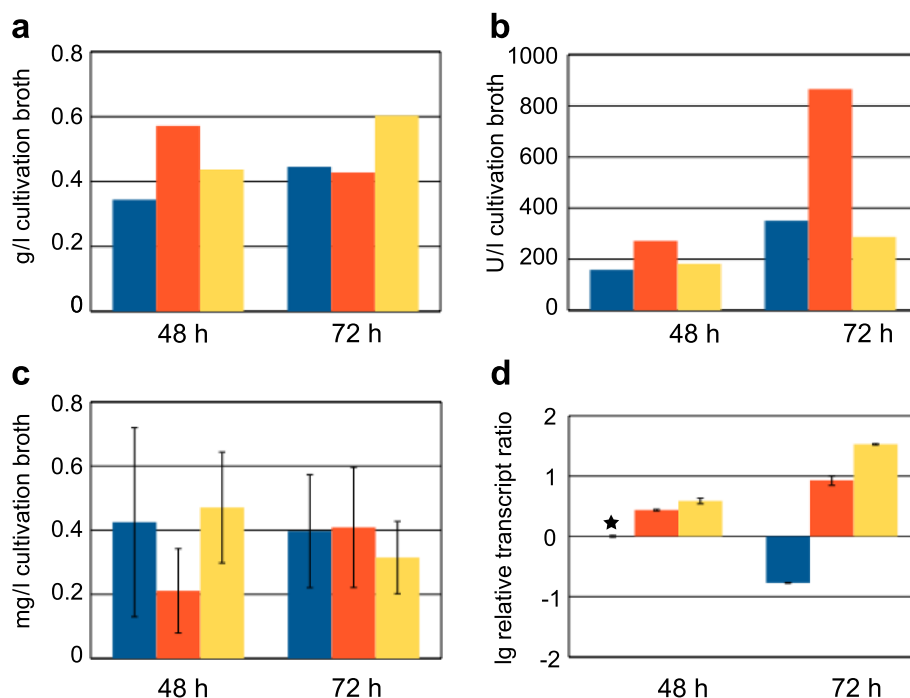 a
g/l cultivation broth
0.8
0.6
0.4
0.2
0
48 h
72 h
b
U/l cultivation broth
1000
800
600
400
200
0
48 h
72 h
c
mg/l cultivation broth
0.8
0.6
0.4
0.2
0
48 h
72 h
d
lg relative transcript ratio
2
1
0
-1
-2
48 h
72 h